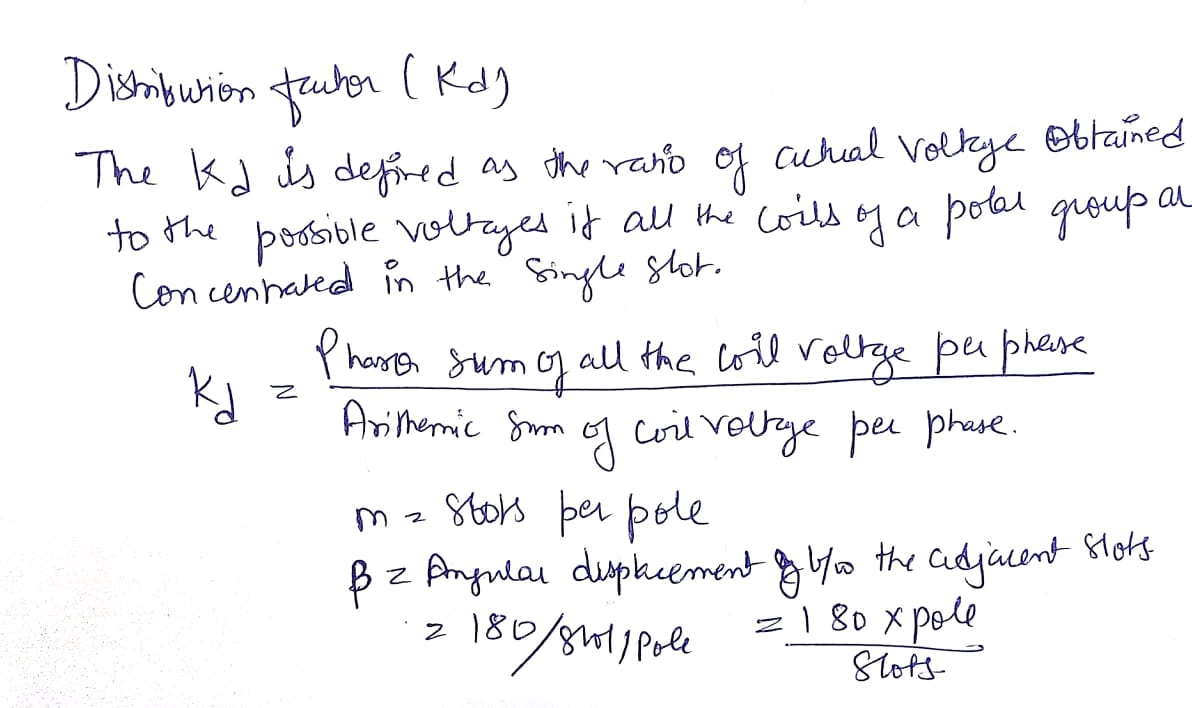 Distribution factor (Kd)
The Kd is defined as the ratio of actual voltage Obtained
to the possible voltages if all the coils of a polar group ar
Concentrated in the single slot.
Kd = Phasor sum of all the coil voltge per phase
Arithemic Sum of coil voltage per phase.
m = Slots per pole
β = Angular displacement b/w the adjacent slots
= 180/slot/pole = 180 x pole
Slots